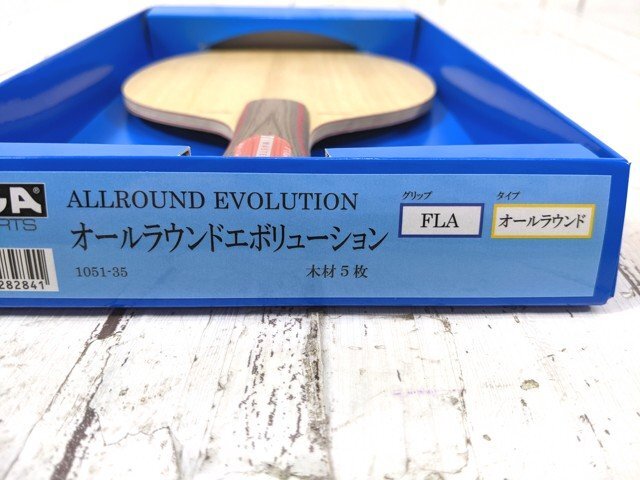 ALLROUND EVOLUTION
オールラウンドエボリューション
1051-35
木材5枚
グリップ
FLA
タイプ
オールラウンド
GA®
RTS
282841